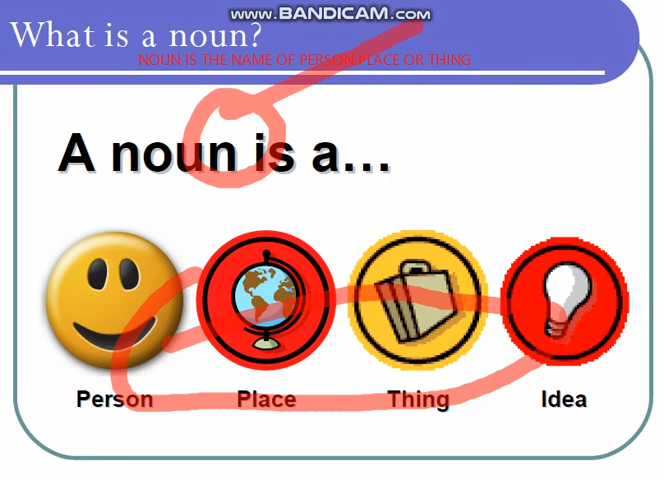 www.BANDICAM.com
What is a noun?
NOUN IS THE NAME OF PERSON PLACE OR THING
A noun is a...
Person Place Thing Idea